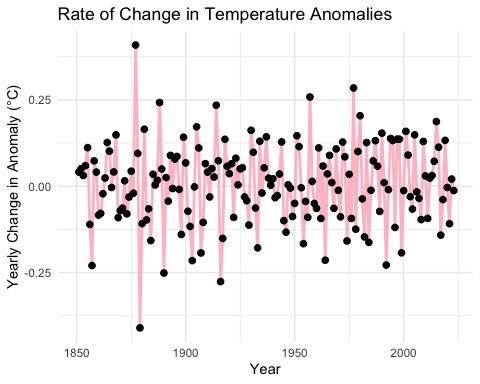 Rate of Change in Temperature Anomalies
Yearly Change in Anomaly (°C)
0.25
0.00
-0.25
1850
1900
1950
2000
Year